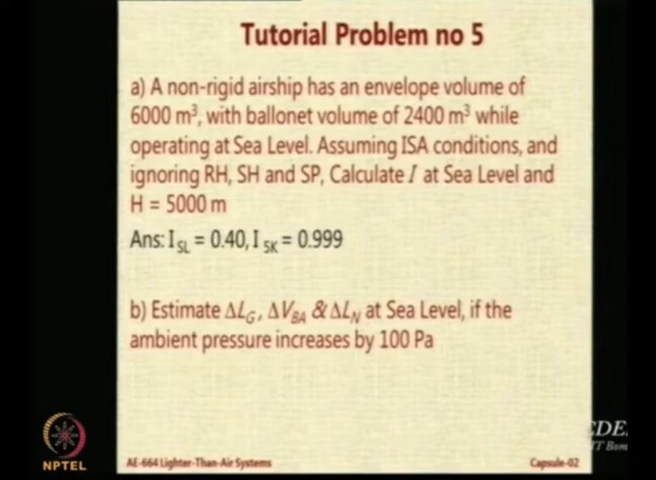 Tutorial Problem no 5
a) A non-rigid airship has an envelope volume of
6000 m³, with ballonet volume of 2400 m³ while
operating at Sea Level. Assuming ISA conditions, and
ignoring RH, SH and SP, Calculate I at Sea Level and
H = 5000 m
Ans: I SL = 0.40, I 5K = 0.999
b) Estimate ΔL_G, ΔV_BA & ΔL_N at Sea Level, if the
ambient pressure increases by 100 Pa
NPTEL
AE-664 Lighter-Than-Air Systems
Capsule-02